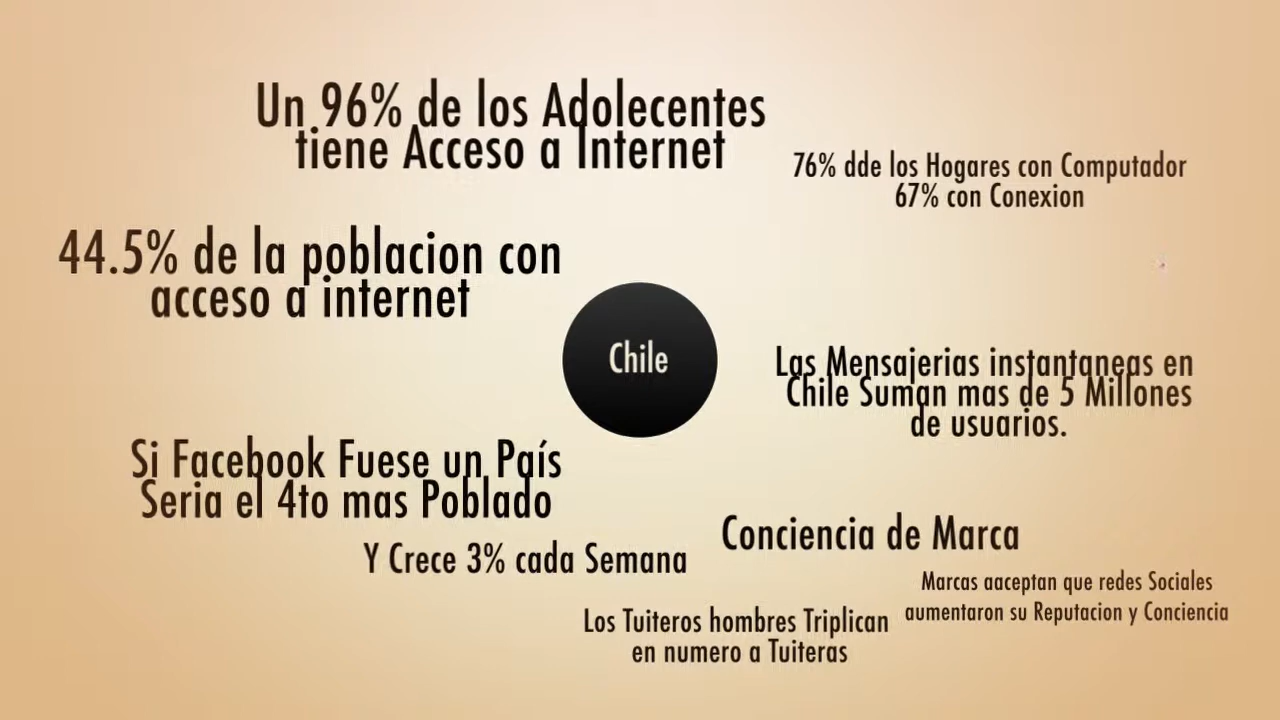 Un 96% de los Adolecentes
tiene Acceso a Internet
76% dde los Hogares con Computador
67% con Conexion
44.5% de la poblacion con
acceso a internet
Chile
Las Mensajerias instantaneas en
Chile Suman mas de 5 Millones
de usuarios.
Si Facebook Fuese un País
Seria el 4to mas Poblado
Y Crece 3% cada Semana
Conciencia de Marca
Marcas aaceptan que redes Sociales
aumentaron su Reputacion y Conciencia
Los Tuiteros hombres Triplican
en numero a Tuiteras